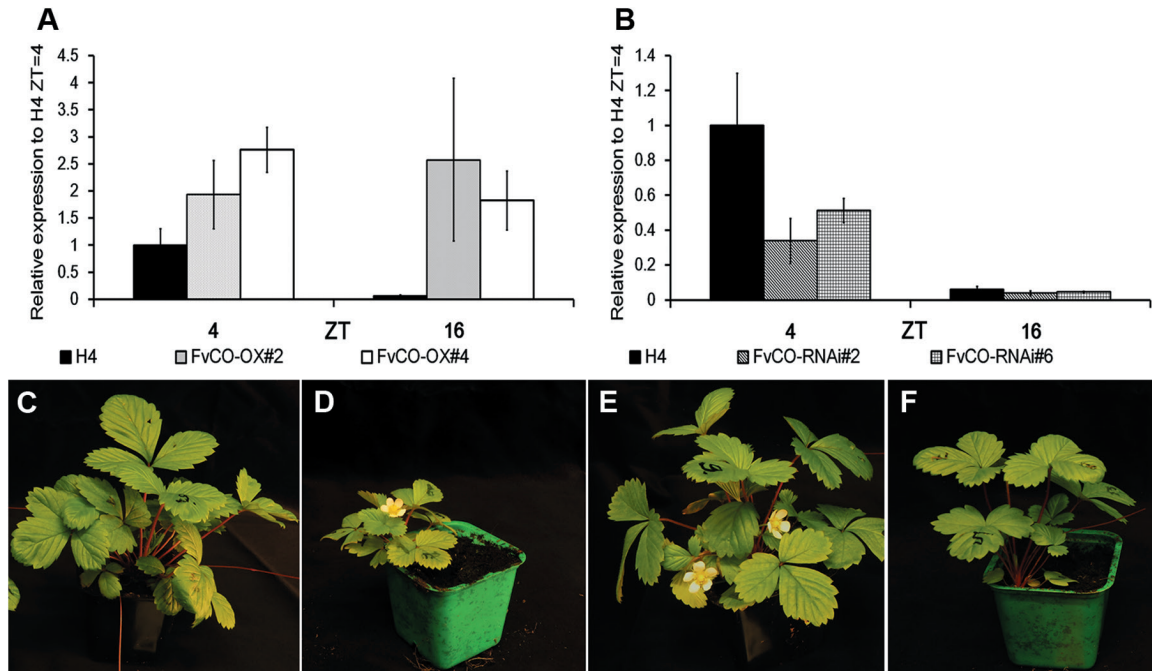 A
Relative expression to H4 ZT=4
4.5
4
3.5
3
2.5
2
1.5
1
0.5
0
4 ZT 16
H4 FvCO-OX#2 FvCO-OX#4
B
Relative expression to H4 ZT=4
1.4
1.2
1
0.8
0.6
0.4
0.2
0
4 ZT 16
H4 FvCO-RNAi#2 FvCO-RNAi#6
C
D
E
F
5